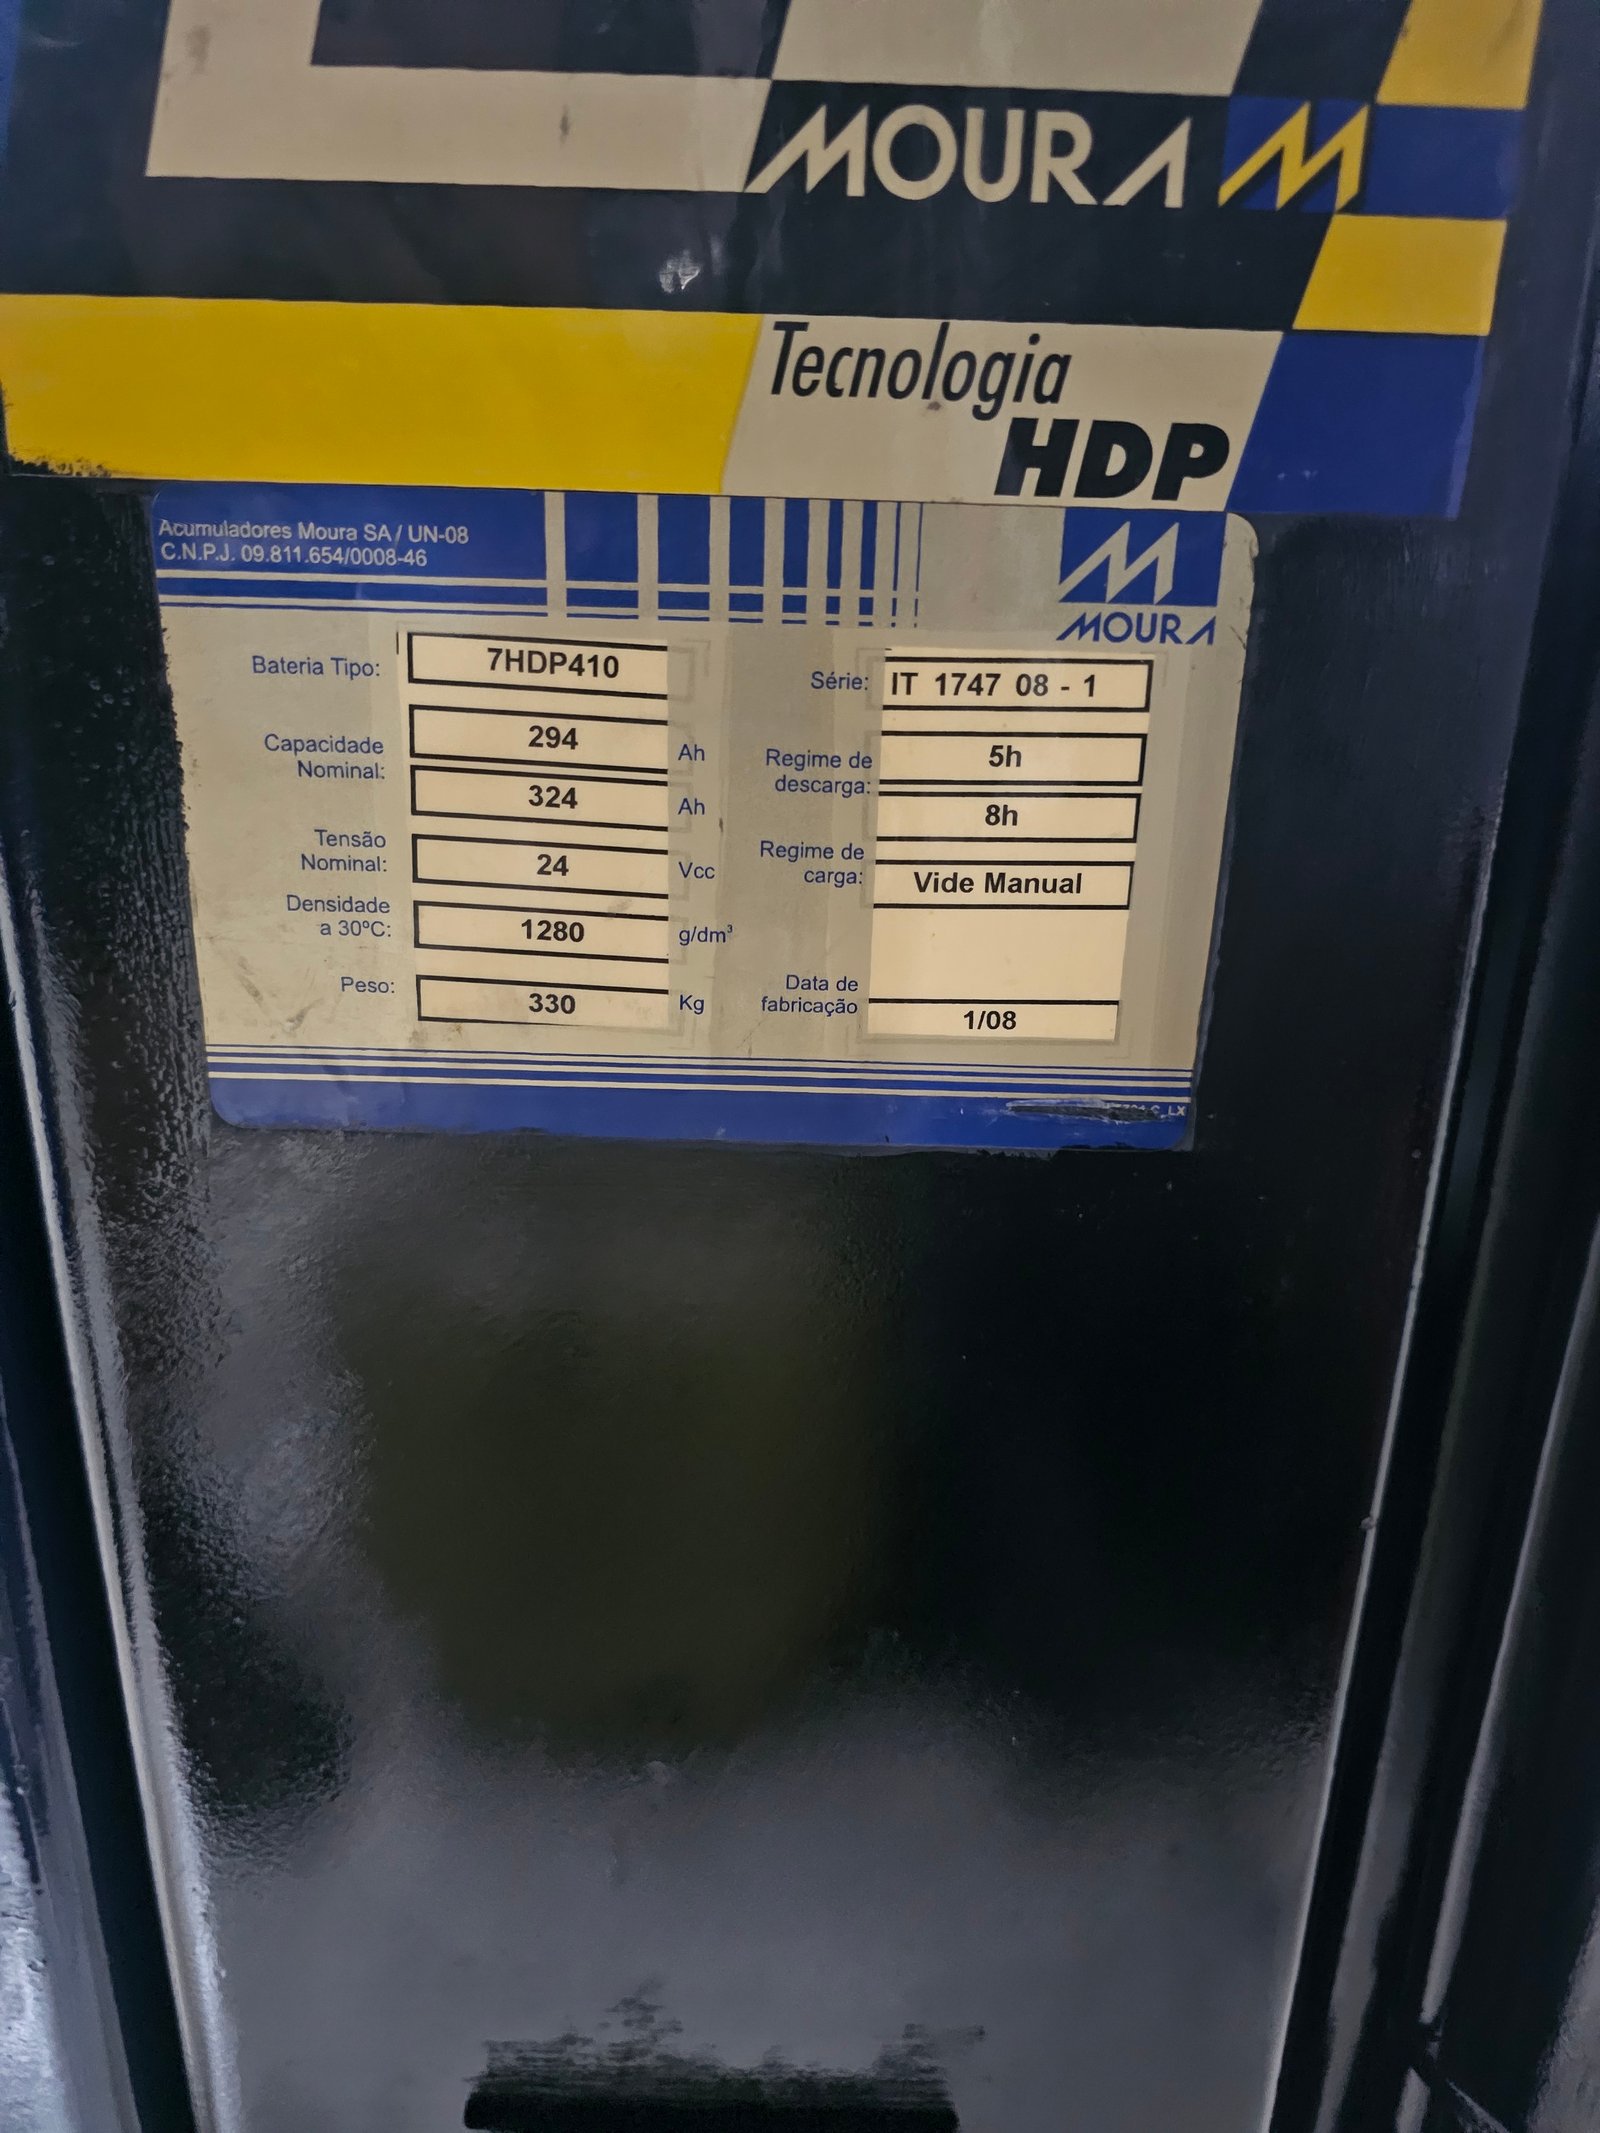 MOURA
Tecnologia
HDP
Acumuladores Moura SA / UN-08
C.N.P.J. 09.811.654/0008-46
MOURA
Bateria Tipo: 7HDP410
Série: IT 1747 08 - 1
Capacidade
Nominal:
294 Ah
324 Ah
Regime de
descarga:
5h
8h
Tensão
Nominal: 24 Vcc
Regime de
carga: Vide Manual
Densidade
a 30ºC: 1280 g/dm³
Peso: 330 Kg
Data de
fabricação 1/08